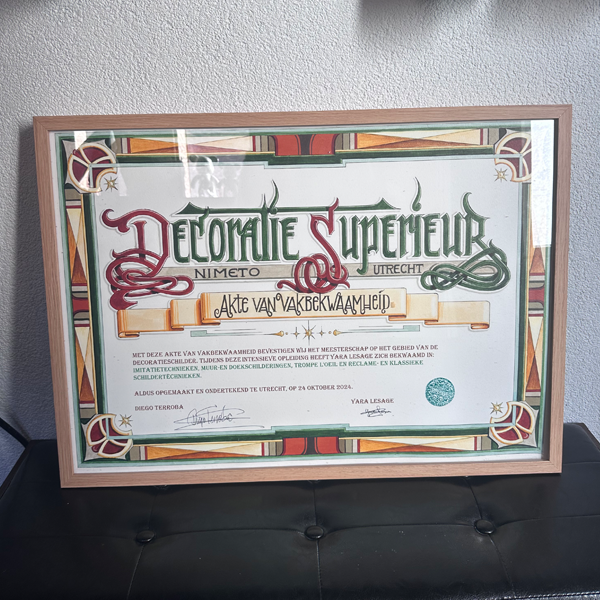 Decoratie Superieur
NIMETO UTRECHT
Akte van Vakbekwaamheid
MET DEZE AKTE VAN VAKBEKWAAMHEID BEVESTIGEN WIJ HET MEESTERSCHAP OP HET GEBIED VAN DE
DECORATIESCHILDER. TIJDENS DEZE INTENSIEVE OPLEIDING HEEFT YARA LESAGE ZICH BEKWAAMD IN:
IMITATIETECHNIEKEN, MUUR-EN DOEKSCHILDERINGEN, TROMPE L'OEIL EN RECLAME- EN KLASSIEKE
SCHILDERTECHNIEKEN.
ALDUS OPGEMAAKT EN ONDERTEKEND TE UTRECHT, OP 24 OKTOBER 2024.
DIEGO TERROBA YARA LESAGE